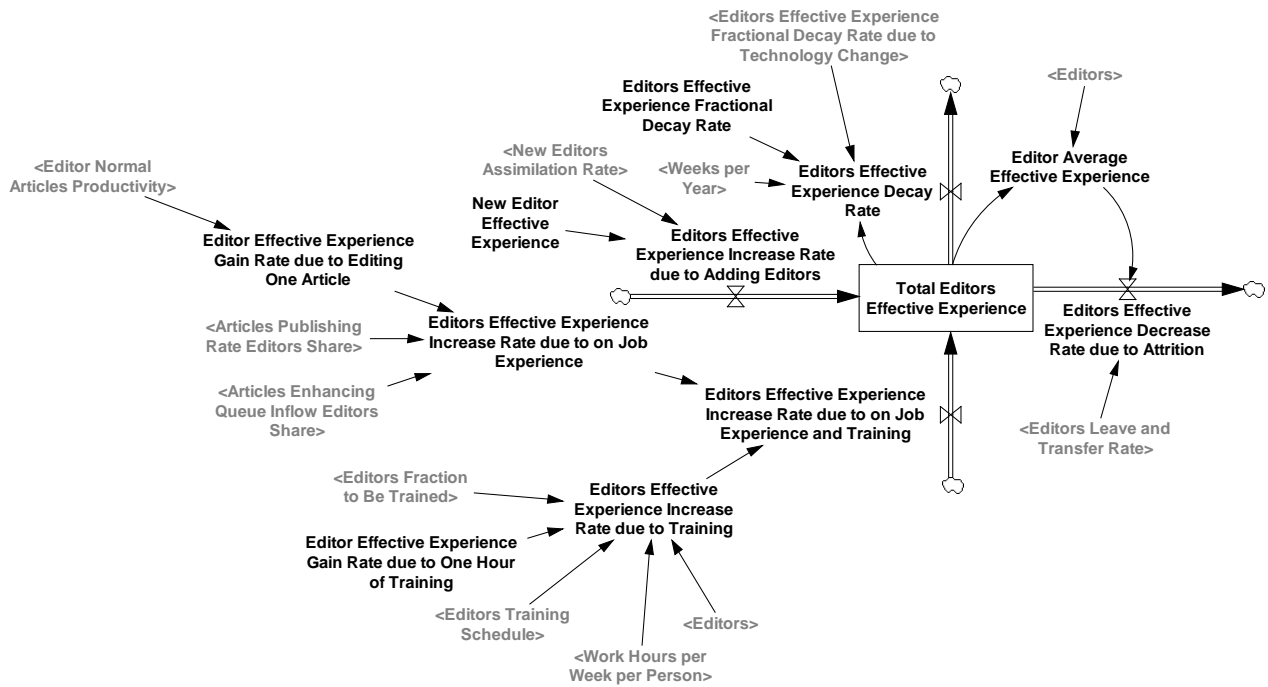 <Editors Effective Experience
Fractional Decay Rate due to
Technology Change>
<Editors>
Editors Effective
Experience Fractional
Decay Rate
<New Editors
Assimilation Rate>
<Weeks per
Year>
Editors Effective
Experience Decay
Rate
Editor Average
Effective Experience
<Editor Normal
Articles Productivity>
New Editor
Effective
Experience
Editor Effective Experience
Gain Rate due to Editing
One Article
Editors Effective
Experience Increase Rate
due to Adding Editors
Total Editors
Effective Experience
Editors Effective
Experience Decrease
Rate due to Attrition
<Articles Publishing
Rate Editors Share>
Editors Effective Experience
Increase Rate due to on Job
Experience
<Articles Enhancing
Queue Inflow Editors
Share>
Editors Effective Experience
Increase Rate due to on Job
Experience and Training
<Editors Leave and
Transfer Rate>
<Editors Fraction
to Be Trained>
Editors Effective
Experience Increase
Rate due to Training
Editor Effective Experience
Gain Rate due to One Hour
of Training
<Editors Training
Schedule>
<Editors>
<Work Hours per
Week per Person>